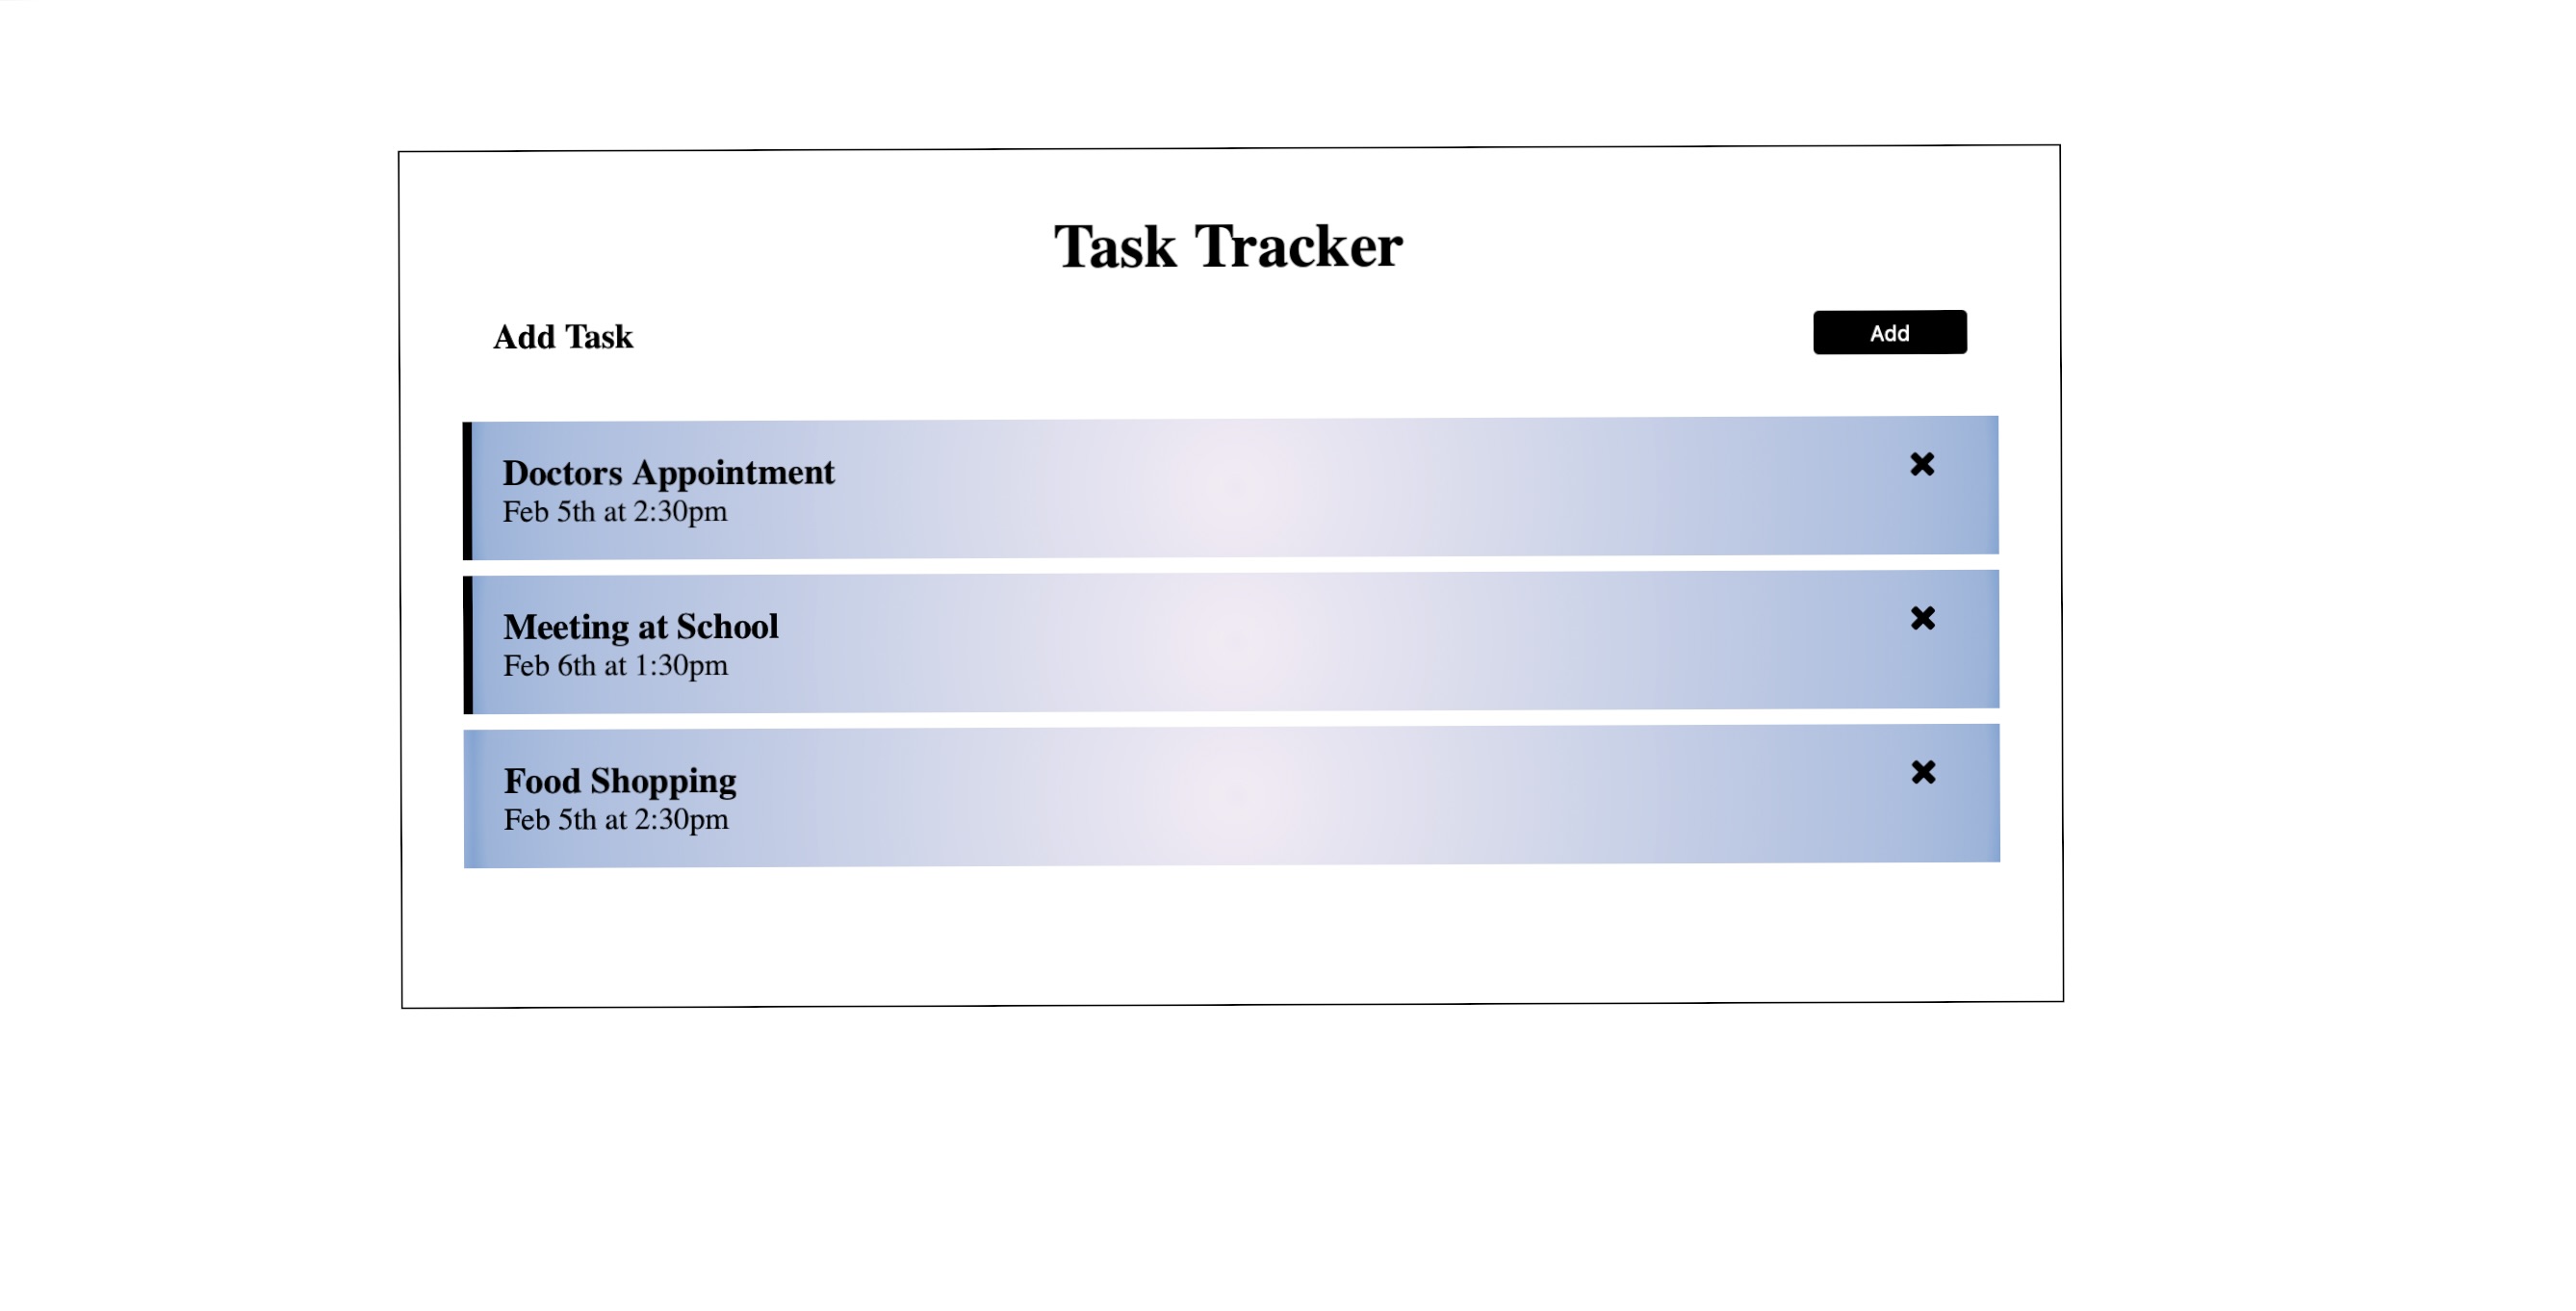 Task Tracker
Add Task
Add
Doctors Appointment
Feb 5th at 2:30pm
Meeting at School
Feb 6th at 1:30pm
Food Shopping
Feb 5th at 2:30pm